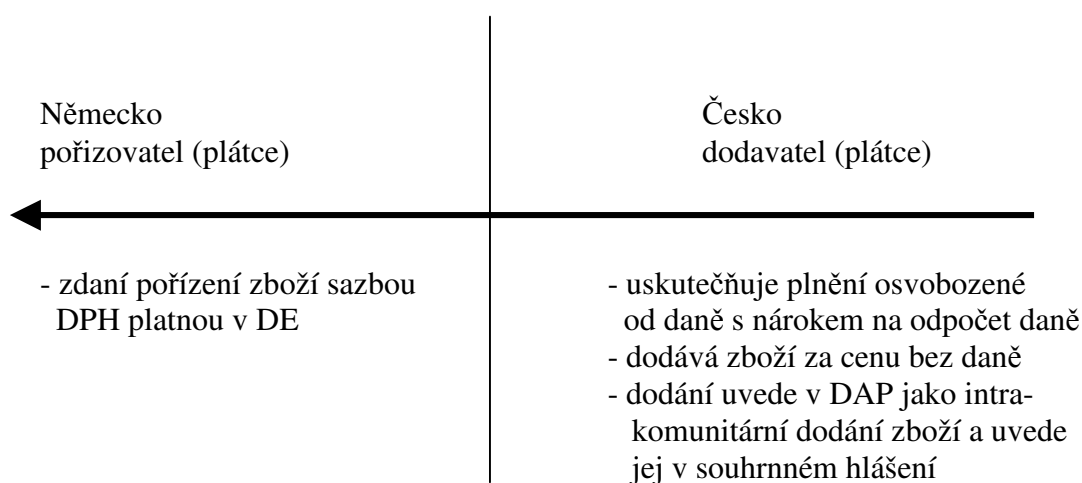 Německo
pořizovatel (plátce)
Česko
dodavatel (plátce)
- zdaní pořízení zboží sazbou
DPH platnou v DE
- uskutečňuje plnění osvobozené
od daně s nárokem na odpočet daně
- dodává zboží za cenu bez daně
- dodání uvede v DAP jako intra-
komunitární dodání zboží a uvede
jej v souhrnném hlášení